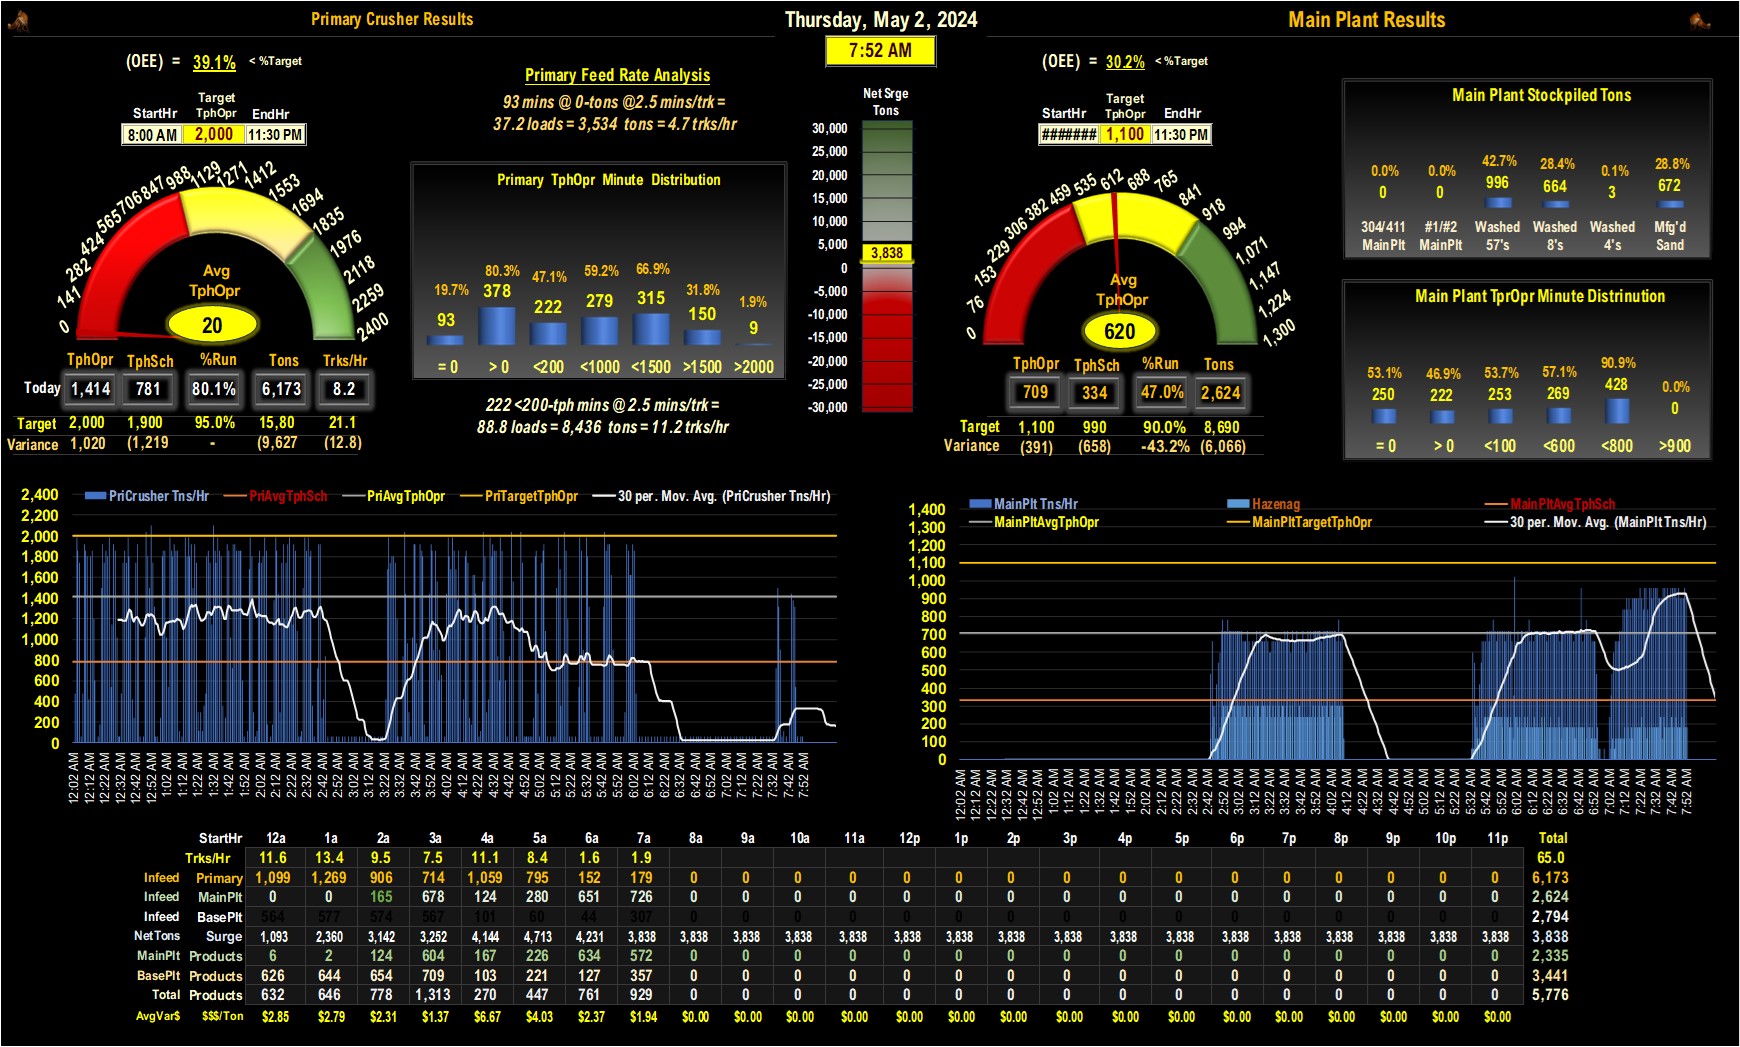 Primary Crusher Results
Thursday, May 2, 2024
Main Plant Results
7:52 AM
(OEE) = 39.1% < %Target
Target
StartHr TphOpr EndHr
8:00 AM 2,000 11:30 PM
0 141 282 424 565 706 847 988 1129 1271 1412 1553 1694 1835 1976 2118 2259 2400
Avg
TphOpr
20
TphOpr TphSch %Run Tons Trks/Hr
Today 1,414 781 80.1% 6,173 8.2
Target 2,000 1,900 95.0% 15,80 21.1
Variance 1,020 (1,219 - (9,627) (12.8)
Primary Feed Rate Analysis
93 mins @ 0-tons @2.5 mins/trk =
37.2 loads = 3,534 tons = 4.7 trks/hr
Primary TphOpr Minute Distribution
19.7% 80.3% 47.1% 59.2% 66.9% 31.8% 1.9%
93 378 222 279 315 150 9
= 0 > 0 <200 <1000 <1500 >1500 >2000
222 <200-tph mins @ 2.5 mins/trk =
88.8 loads = 8,436 tons = 11.2 trks/hr
Net Srge
Tons
30,000
25,000
20,000
15,000
10,000
5,000
3,838
0
-5,000
-10,000
-15,000
-20,000
-25,000
-30,000
(OEE) = 30.2% < %Target
Target
StartHr TphOpr EndHr
####### 1,100 11:30 PM
0 76 153 229 306 382 459 535 612 688 765 841 918 994 1,071 1,147 1,224 1,300
Avg
TphOpr
620
TphOpr TphSch %Run Tons
709 334 47.0% 2,624
Target 1,100 990 90.0% 8,690
Variance (391) (658) -43.2% (6,066)
Main Plant Stockpiled Tons
0.0% 0.0% 42.7% 28.4% 0.1% 28.8%
0 0 996 664 3 672
304/411 #1/#2 Washed Washed Washed Mfg'd
MainPlt MainPlt 57's 8's 4's Sand
Main Plant TprOpr Minute Distrinution
53.1% 46.9% 53.7% 57.1% 90.9% 0.0%
250 222 253 269 428 0
= 0 > 0 <100 <600 <800 >900
PriCrusher Tns/Hr PriAvgTphSch PriAvgTphOpr PriTargetTphOpr 30 per. Mov. Avg. (PriCrusher Tns/Hr)
2,400
2,200
2,000
1,800
1,600
1,400
1,200
1,000
800
600
400
200
0
12:02 AM 12:12 AM 12:22 AM 12:32 AM 12:42 AM 12:52 AM 1:02 AM 1:12 AM 1:22 AM 1:32 AM 1:42 AM 1:52 AM 2:02 AM 2:12 AM 2:22 AM 2:32 AM 2:42 AM 2:52 AM 3:02 AM 3:12 AM 3:22 AM 3:32 AM 3:42 AM 3:52 AM 4:02 AM 4:12 AM 4:22 AM 4:32 AM 4:42 AM 4:52 AM 5:02 AM 5:12 AM 5:22 AM 5:32 AM 5:42 AM 5:52 AM 6:02 AM 6:12 AM 6:22 AM 6:32 AM 6:42 AM 6:52 AM 7:02 AM 7:12 AM 7:22 AM 7:32 AM 7:42 AM 7:52 AM
MainPlt Tns/Hr Hazenag MainPltAvgTphSch
MainPltAvgTphOpr MainPltTargetTphOpr 30 per. Mov. Avg. (MainPlt Tns/Hr)
1,400
1,300
1,200
1,100
1,000
900
800
700
600
500
400
300
200
100
0
12:02 AM 12:12 AM 12:22 AM 12:32 AM 12:42 AM 12:52 AM 1:02 AM 1:12 AM 1:22 AM 1:32 AM 1:42 AM 1:52 AM 2:02 AM 2:12 AM 2:22 AM 2:32 AM 2:42 AM 2:52 AM 3:02 AM 3:12 AM 3:22 AM 3:32 AM 3:42 AM 3:52 AM 4:02 AM 4:12 AM 4:22 AM 4:32 AM 4:42 AM 4:52 AM 5:02 AM 5:12 AM 5:22 AM 5:32 AM 5:42 AM 5:52 AM 6:02 AM 6:12 AM 6:22 AM 6:32 AM 6:42 AM 6:52 AM 7:02 AM 7:12 AM 7:22 AM 7:32 AM 7:42 AM 7:52 AM
StartHr 12a 1a 2a 3a 4a 5a 6a 7a 8a 9a 10a 11a 12p 1p 2p 3p 4p 5p 6p 7p 8p 9p 10p 11p Total
Trks/Hr 11.6 13.4 9.5 7.5 11.1 8.4 1.6 1.9 65.0
Infeed Primary 1,099 1,269 906 714 1,059 795 152 179 0 0 0 0 0 0 0 0 0 0 0 0 0 0 0 0 6,173
Infeed MainPlt 0 0 165 678 124 280 651 726 0 0 0 0 0 0 0 0 0 0 0 0 0 0 0 0 2,624
Infeed BasePlt 564 577 574 567 101 60 44 307 0 0 0 0 0 0 0 0 0 0 0 0 0 0 0 0 2,794
NetTons Surge 1,093 2,360 3,142 3,252 4,144 4,713 4,231 3,838 3,838 3,838 3,838 3,838 3,838 3,838 3,838 3,838 3,838 3,838 3,838 3,838 3,838 3,838 3,838 3,838 3,838
MainPlt Products 6 2 124 604 167 226 634 572 0 0 0 0 0 0 0 0 0 0 0 0 0 0 0 0 2,335
BasePlt Products 626 644 654 709 103 221 127 357 0 0 0 0 0 0 0 0 0 0 0 0 0 0 0 0 3,441
Total Products 632 646 778 1,313 270 447 761 929 0 0 0 0 0 0 0 0 0 0 0 0 0 0 0 0 5,776
AvgVar$ $$$/Ton $2.85 $2.79 $2.31 $1.37 $6.67 $4.03 $2.37 $1.94 $0.00 $0.00 $0.00 $0.00 $0.00 $0.00 $0.00 $0.00 $0.00 $0.00 $0.00 $0.00 $0.00 $0.00 $0.00 $0.00